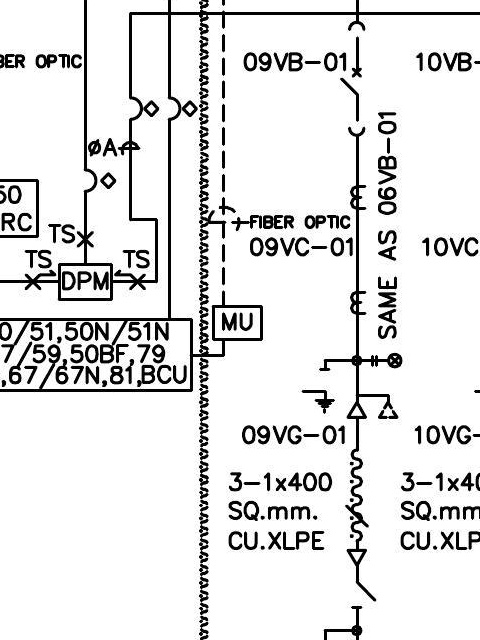 BER OPTIC
09VB-01
10VB-
ØA
50
RC
TS
TS
TS
DPM
FIBER OPTIC
09VC-01
10VC
SAME AS 06VB-01
MU
0/51,50N/51N
7/59,50BF,79
,67/67N,81,BCU
09VG-01
10VG-
3-1x400
SQ.mm.
CU.XLPE
3-1x40
SQ.mm
CU.XLP